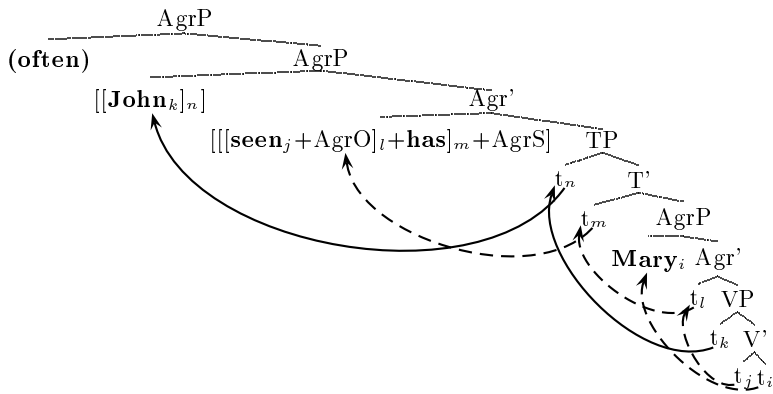 AgrP
(often) AgrP
[[John_k]_n] Agr'
[[[seen_j+AgrO]_l+has]_m+AgrS] TP
t_n T'
t_m AgrP
Mary_i Agr'
t_l VP
t_k V'
t_j t_i